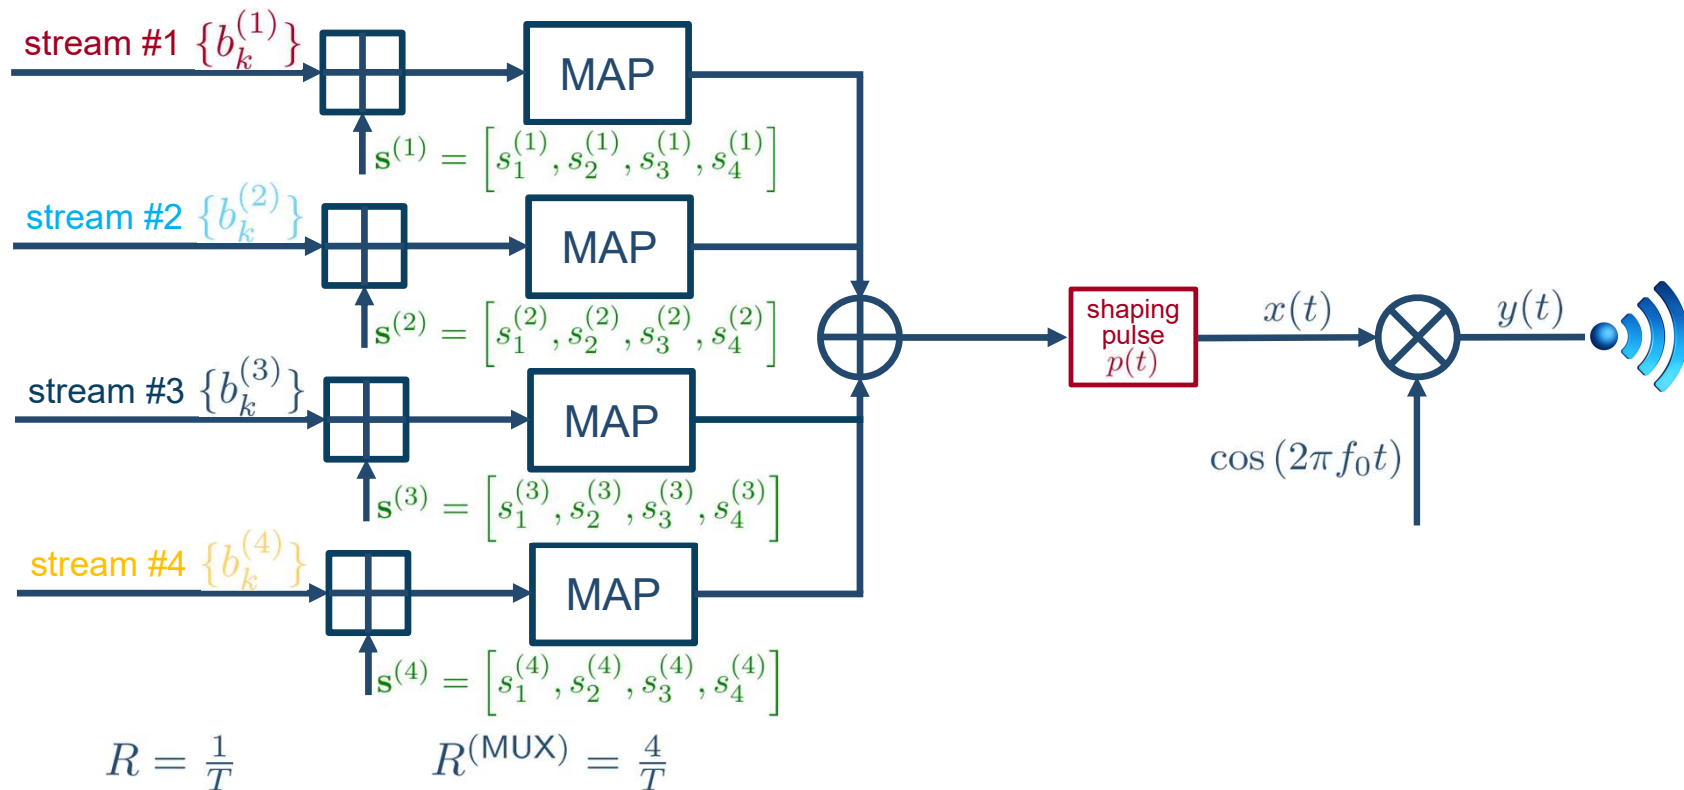 stream #1 {b_k^{(1)}}
MAP
s^{(1)} = [s_1^{(1)}, s_2^{(1)}, s_3^{(1)}, s_4^{(1)}]
stream #2 {b_k^{(2)}}
MAP
s^{(2)} = [s_1^{(2)}, s_2^{(2)}, s_3^{(2)}, s_4^{(2)}]
shaping
pulse
p(t)
x(t)
y(t)
stream #3 {b_k^{(3)}}
MAP
s^{(3)} = [s_1^{(3)}, s_2^{(3)}, s_3^{(3)}, s_4^{(3)}]
cos (2πf_0t)
stream #4 {b_k^{(4)}}
MAP
s^{(4)} = [s_1^{(4)}, s_2^{(4)}, s_3^{(4)}, s_4^{(4)}]
R = \frac{1}{T}
R^{(MUX)} = \frac{4}{T}